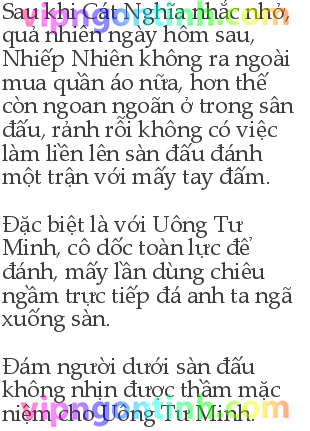 Sau khi Cát Nghĩa nhắc nhở,
quả nhiên ngày hôm sau,
Nhiếp Nhiên không ra ngoài
mua quần áo nữa, hơn thế
còn ngoan ngoãn ở trong sân
đấu, rảnh rỗi không có việc
làm liền lên sàn đấu đánh
một trận với mấy tay đấm.

Đặc biệt là với Uông Tư
Minh, cô dốc toàn lực để
đánh, mấy lần dùng chiêu
ngầm trực tiếp đá anh ta ngã
xuống sàn.

Đám người dưới sàn đấu
không nhịn được thầm mặc
niệm cho Uông Tư Minh.
vipngontinh.com
vipngontinh.com